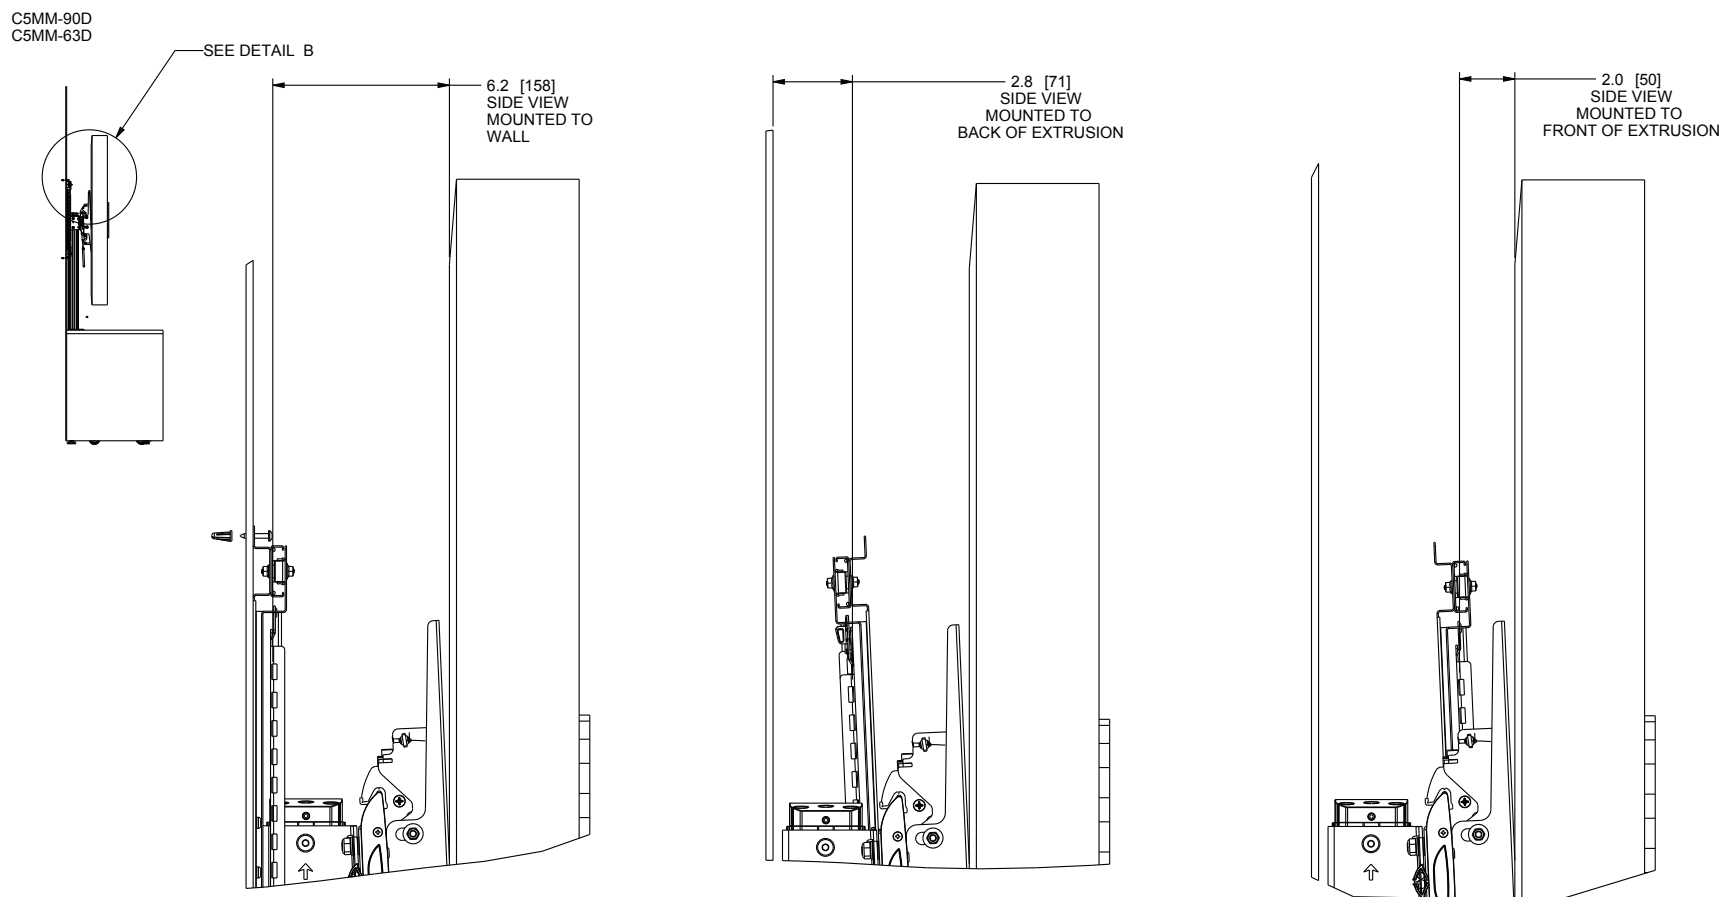 C5MM-90D
C5MM-63D
SEE DETAIL B
6.2 [158]
SIDE VIEW
MOUNTED TO
WALL
2.8 [71]
SIDE VIEW
MOUNTED TO
BACK OF EXTRUSION
2.0 [50]
SIDE VIEW
MOUNTED TO
FRONT OF EXTRUSION